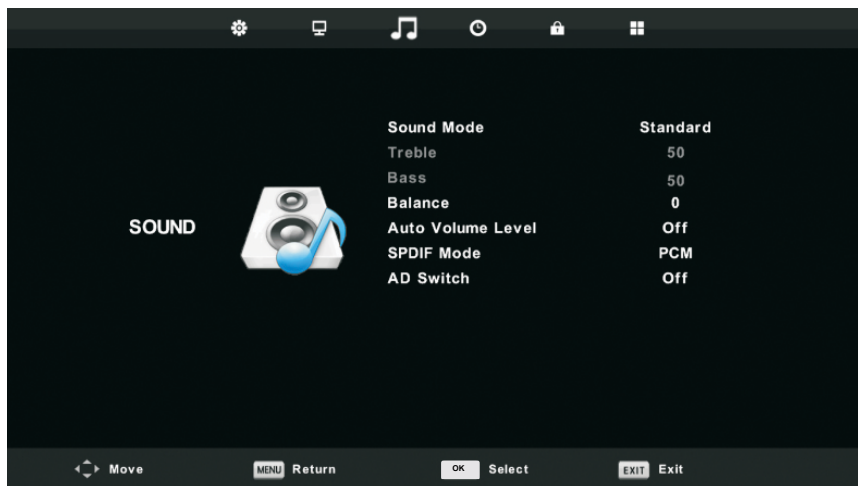 Sound Mode Standard
Treble 50
Bass 50
Balance 0
SOUND
Auto Volume Level Off
SPDIF Mode PCM
AD Switch Off
Move MENU Return OK Select EXIT Exit